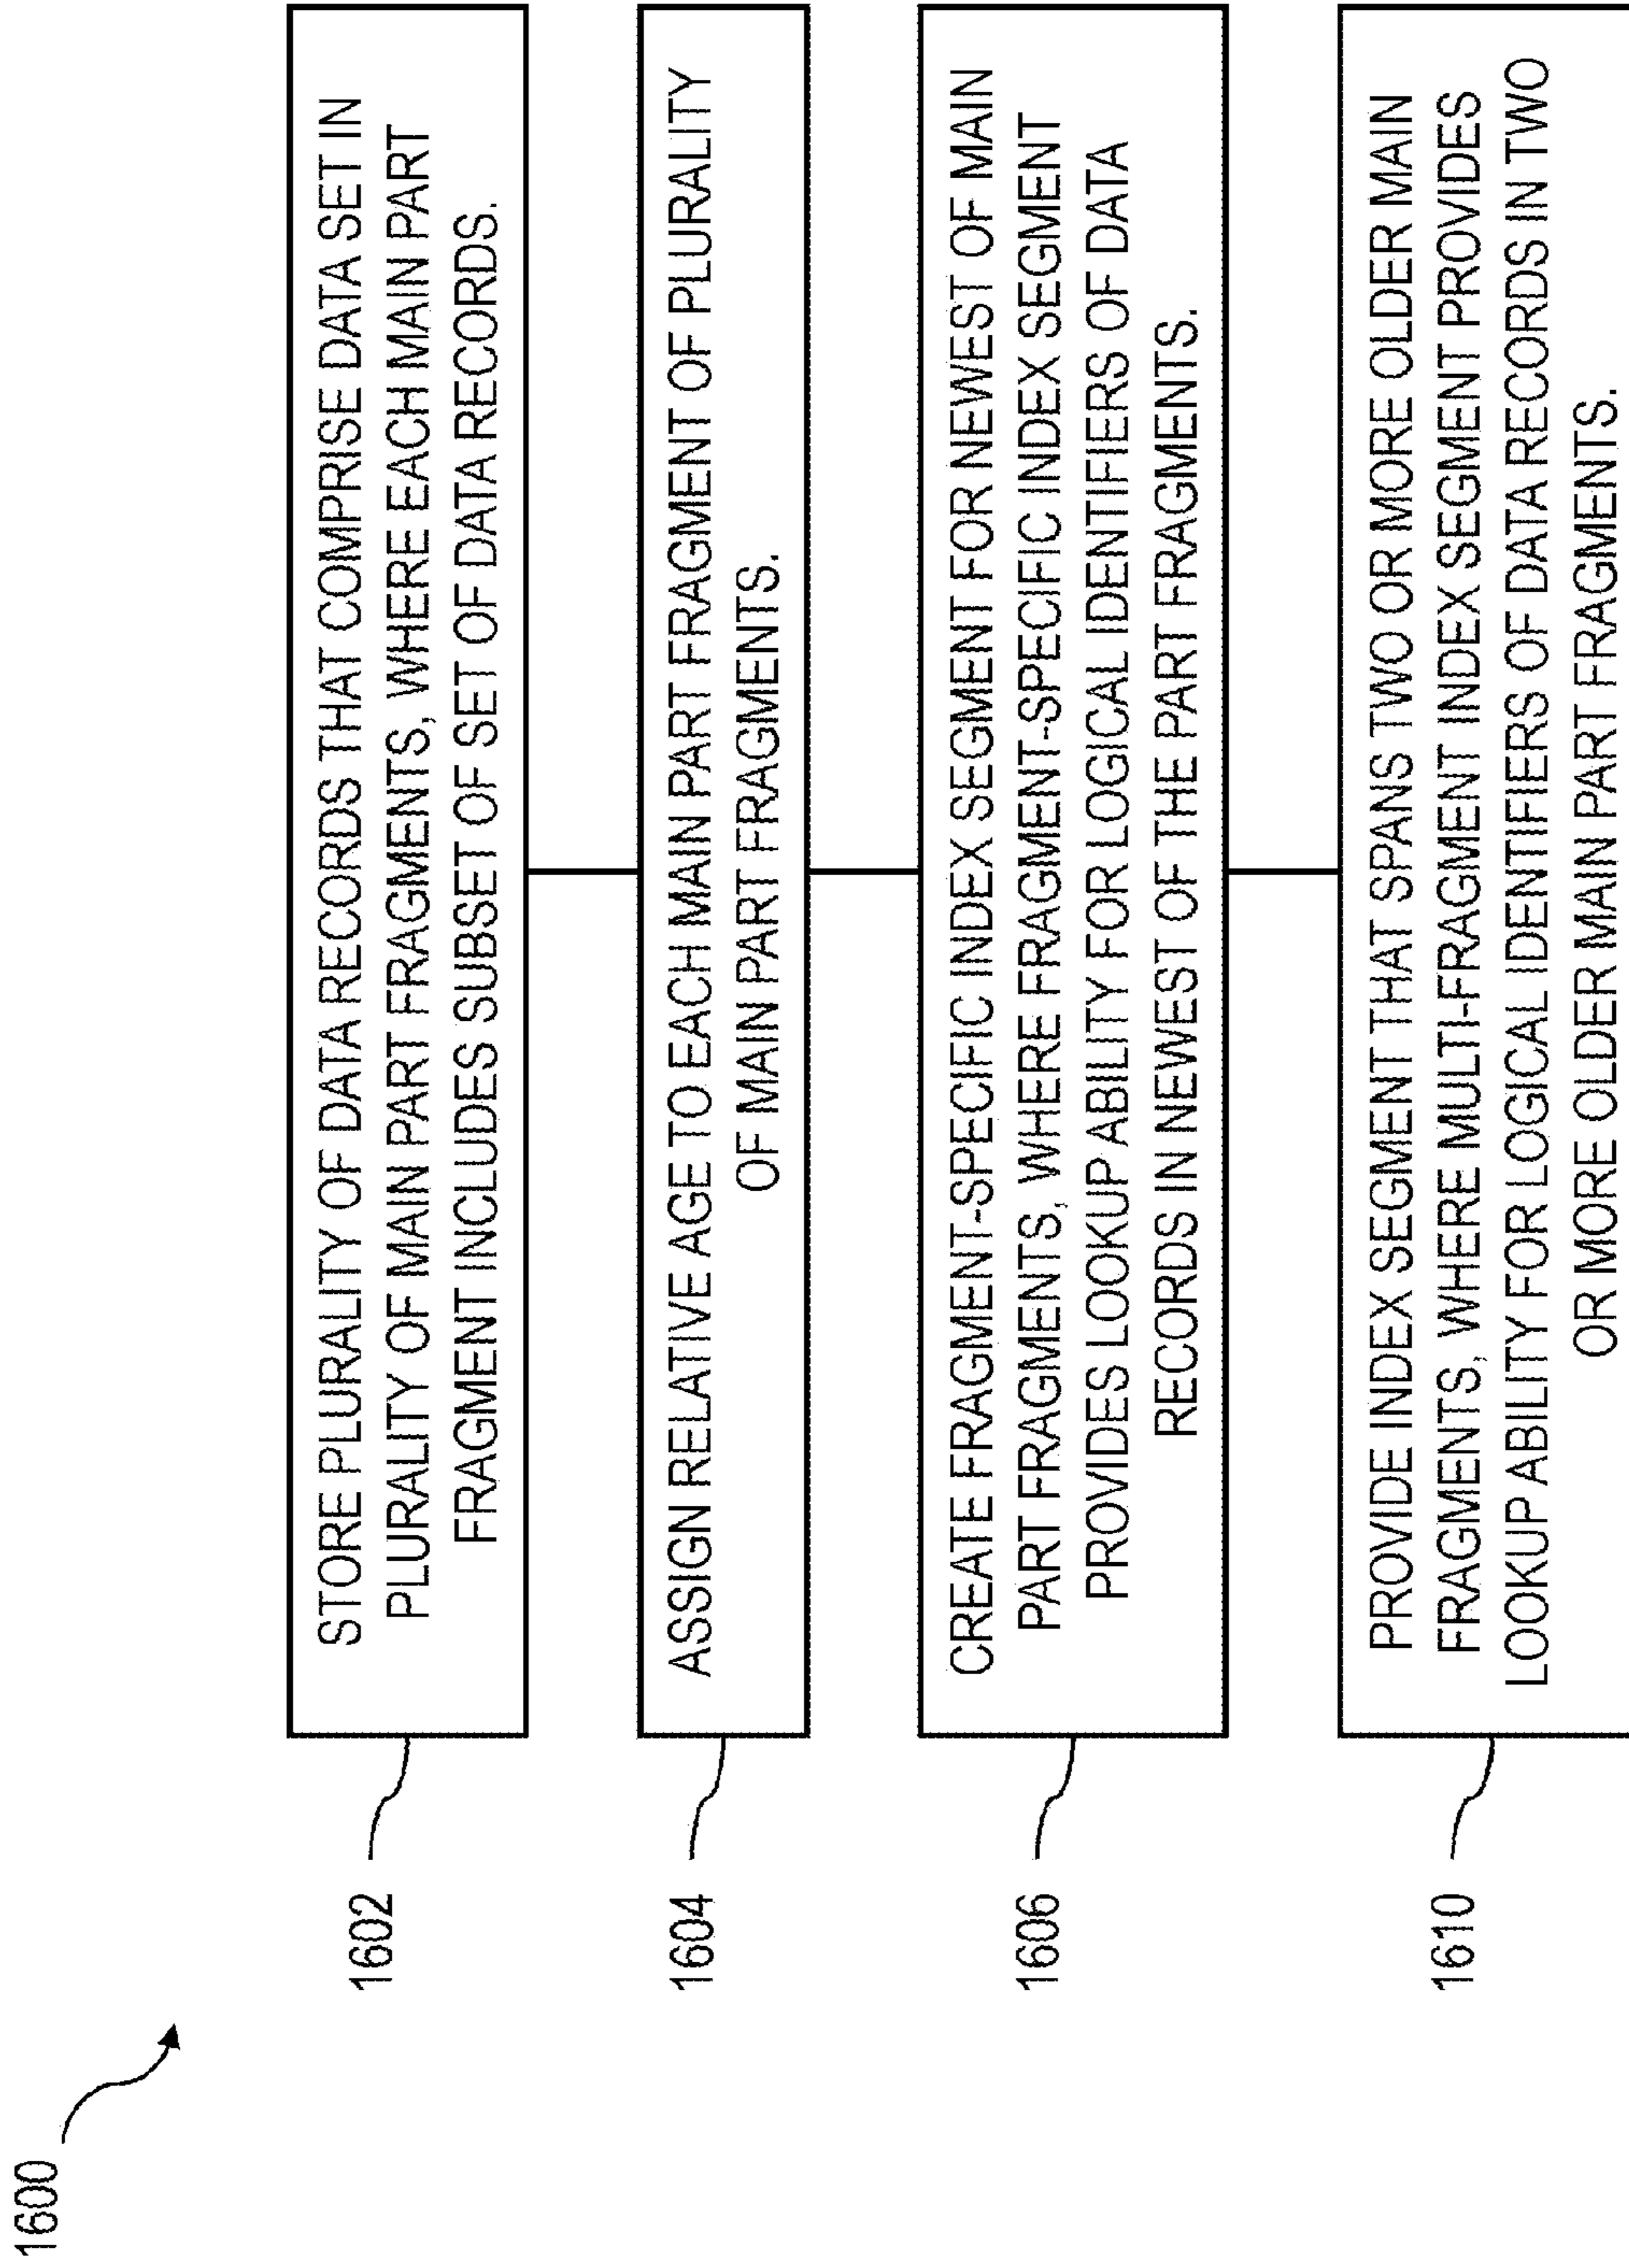 1600
1602
STORE PLURALITY OF DATA RECORDS THAT COMPRISE DATA SET IN
PLURALITY OF MAIN PART FRAGMENTS, WHERE EACH MAIN PART
FRAGMENT INCLUDES SUBSET OF SET OF DATA RECORDS.
1604
ASSIGN RELATIVE AGE TO EACH MAIN PART FRAGMENT OF PLURALITY
OF MAIN PART FRAGMENTS.
1606
CREATE FRAGMENT-SPECIFIC INDEX SEGMENT FOR NEWEST OF MAIN
PART FRAGMENTS, WHERE FRAGMENT-SPECIFIC INDEX SEGMENT
PROVIDES LOOKUP ABILITY FOR LOGICAL IDENTIFIERS OF DATA
RECORDS IN NEWEST OF THE PART FRAGMENTS.
1610
PROVIDE INDEX SEGMENT THAT SPANS TWO OR MORE OLDER MAIN
FRAGMENTS, WHERE MULTI-FRAGMENT INDEX SEGMENT PROVIDES
LOOKUP ABILITY FOR LOGICAL IDENTIFIERS OF DATA RECORDS IN TWO
OR MORE OLDER MAIN PART FRAGMENTS.